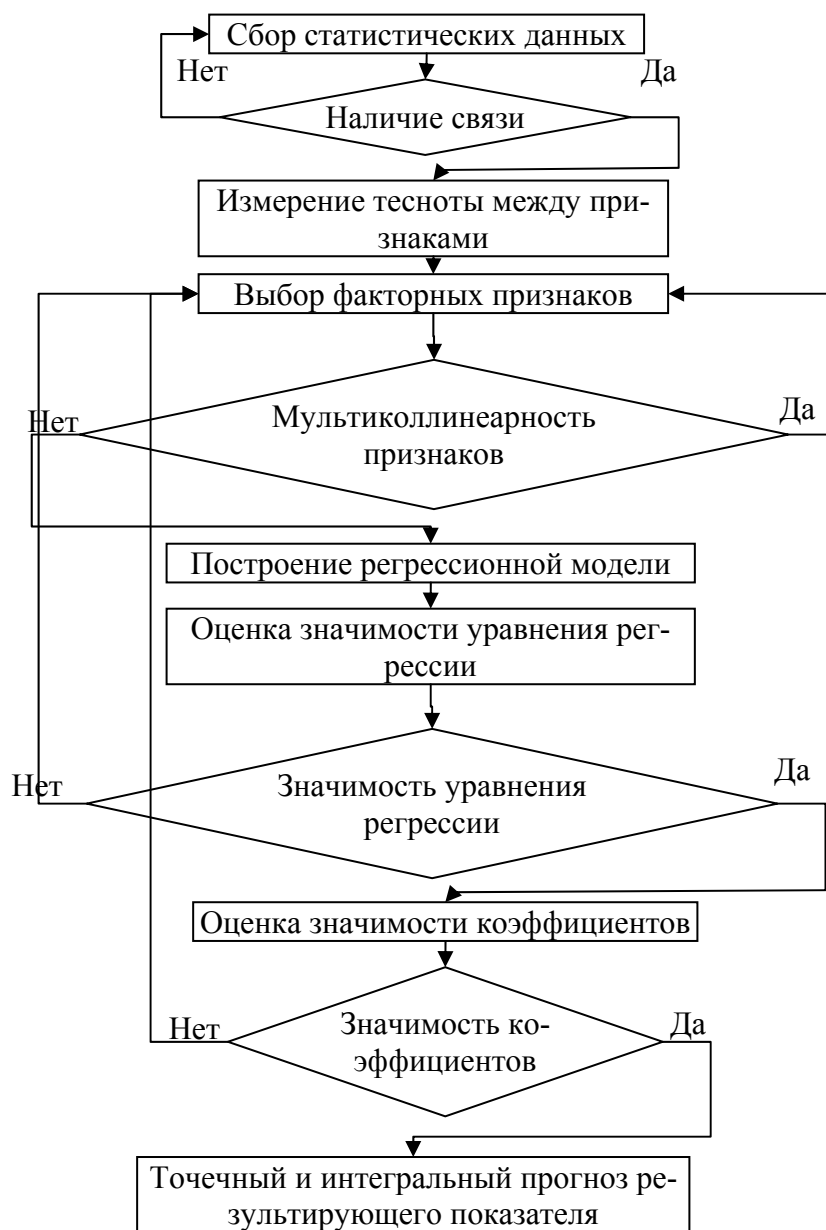 Сбор статистических данных
Нет
Да
Наличие связи
Измерение тесноты между при-
знаками
Выбор факторных признаков
Нет
Да
Мультиколлинеарность
признаков
Построение регрессионной модели
Оценка значимости уравнения рег-
рессии
Нет
Да
Значимость уравнения
регрессии
Оценка значимости коэффициентов
Нет
Да
Значимость ко-
эффициентов
Точечный и интегральный прогноз ре-
зультирующего показателя